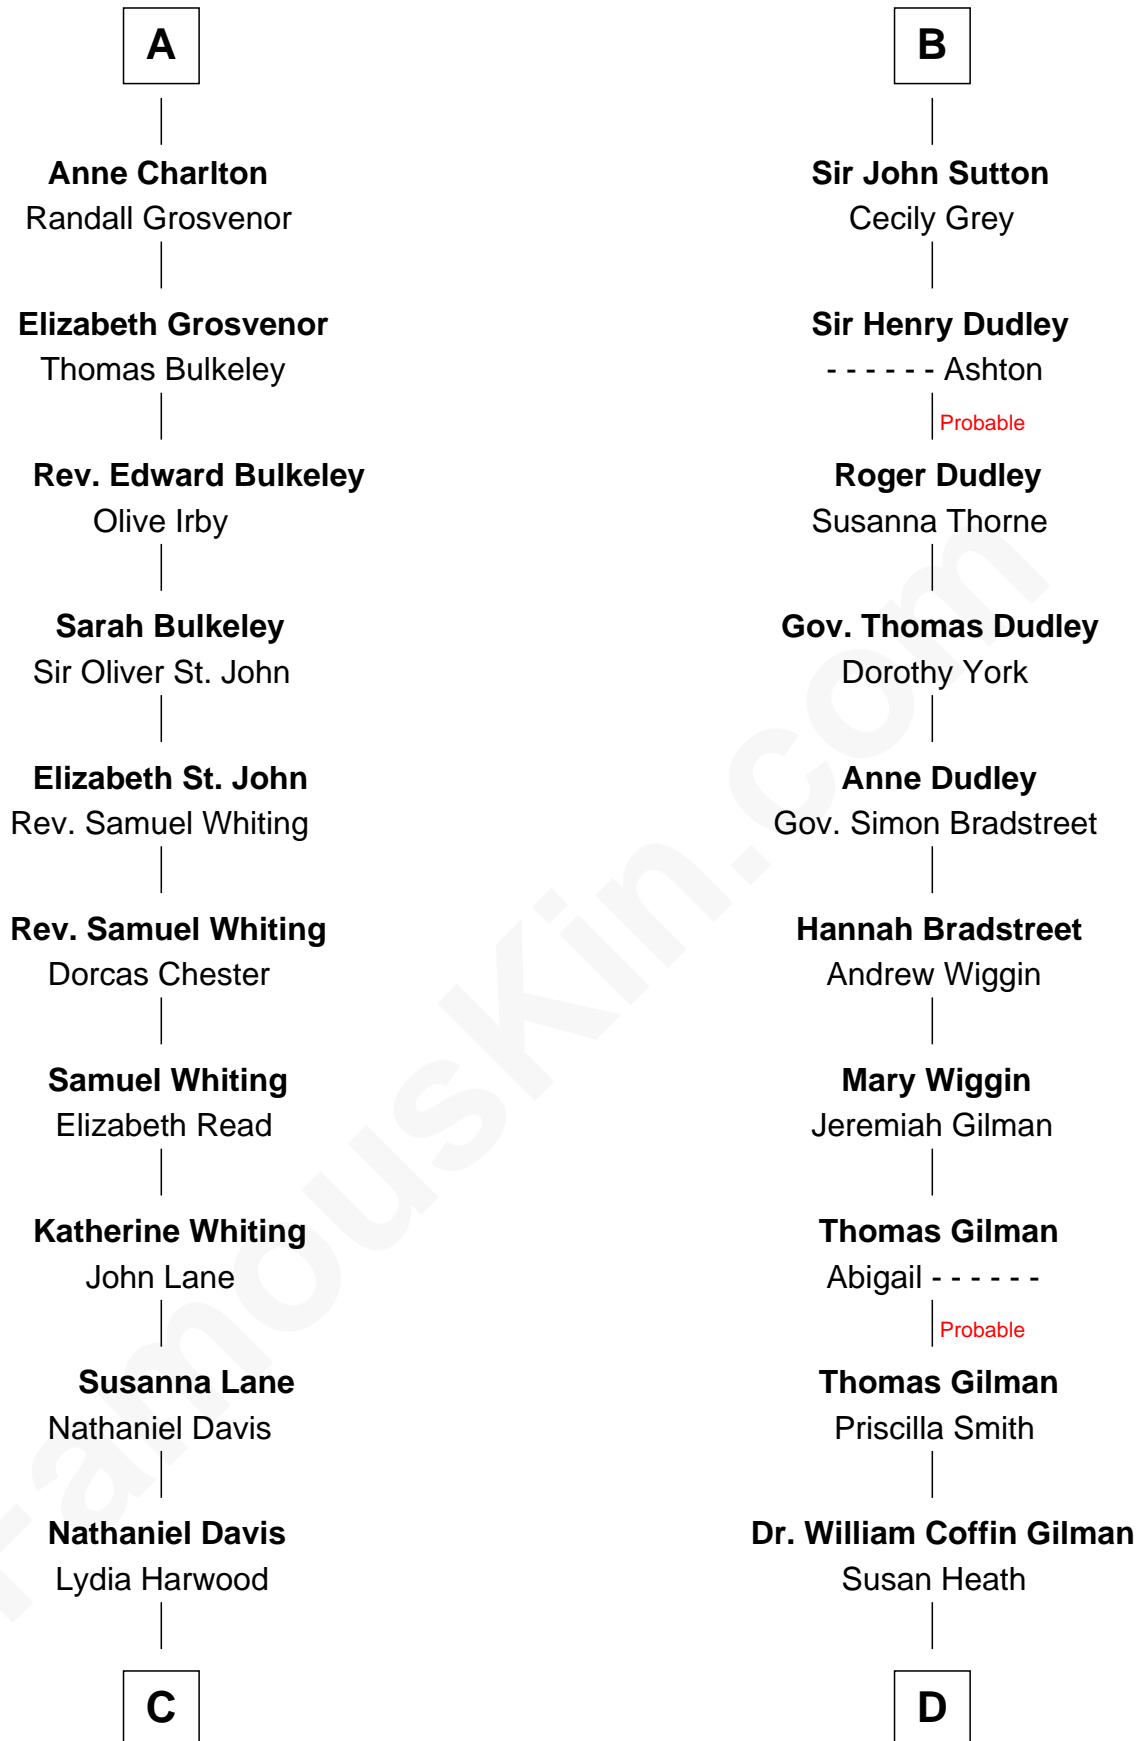 A
Anne Charlton
Randall Grosvenor
Elizabeth Grosvenor
Thomas Bulkeley
Rev. Edward Bulkeley
Olive Irby
Sarah Bulkeley
Sir Oliver St. John
Elizabeth St. John
Rev. Samuel Whiting
Rev. Samuel Whiting
Dorcas Chester
Samuel Whiting
Elizabeth Read
Katherine Whiting
John Lane
Susanna Lane
Nathaniel Davis
Nathaniel Davis
Lydia Harwood
C
B
Sir John Sutton
Cecily Grey
Sir Henry Dudley
- - - - - - Ashton
Probable
Roger Dudley
Susanna Thorne
Gov. Thomas Dudley
Dorothy York
Anne Dudley
Gov. Simon Bradstreet
Hannah Bradstreet
Andrew Wiggin
Mary Wiggin
Jeremiah Gilman
Thomas Gilman
Abigail - - - - - -
Probable
Thomas Gilman
Priscilla Smith
Dr. William Coffin Gilman
Susan Heath
D
FamousKin.com